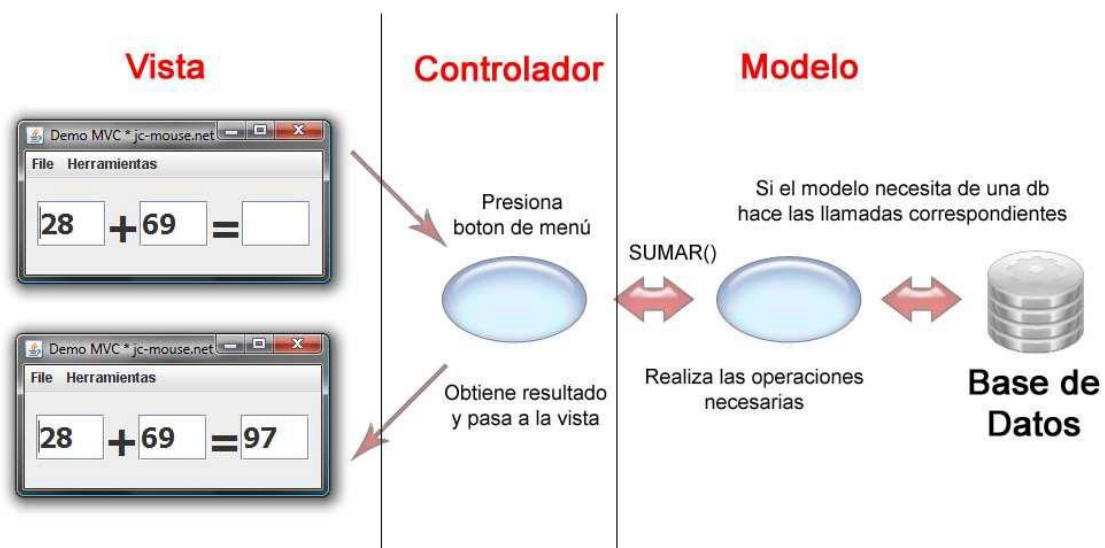 Vista
Controlador
Modelo
Demo MVC * jc-mouse.net
File Herramientas
28 + 69 =
Demo MVC * jc-mouse.net
File Herramientas
28 + 69 = 97
Presiona
boton de menú
Obtiene resultado
y pasa a la vista
SUMAR()
Si el modelo necesita de una db
hace las llamadas correspondientes
Realiza las operaciones
necesarias
Base de
Datos